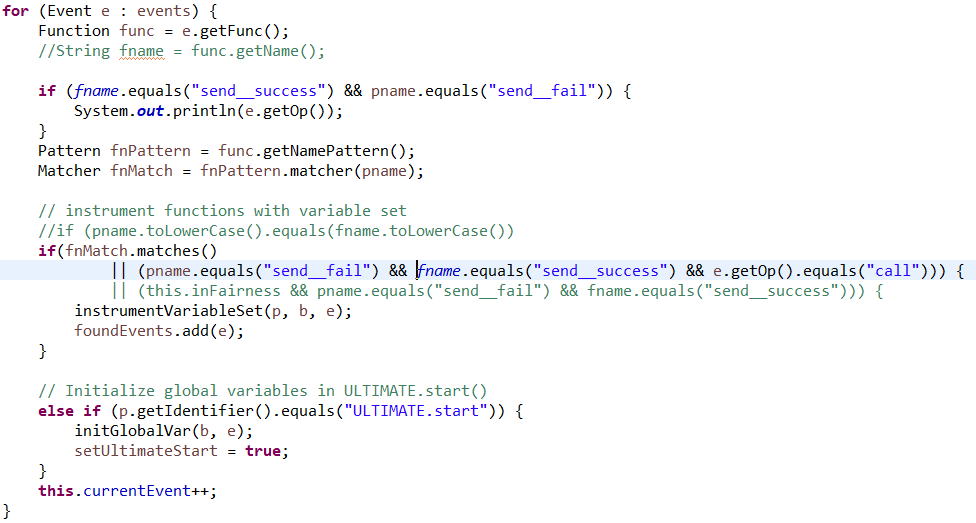 for (Event e : events) {
    Function func = e.getFunc();
    //String fname = func.getName();

    if (fname.equals("send__success") && pname.equals("send__fail")) {
        System.out.println(e.getOp());
    }
    Pattern fnPattern = func.getNamePattern();
    Matcher fnMatch = fnPattern.matcher(pname);

    // instrument functions with variable set
    //if (pname.toLowerCase().equals(fname.toLowerCase())
    if(fnMatch.matches()
            || (pname.equals("send__fail") && fname.equals("send__success") && e.getOp().equals("call"))) {
            || (this.inFairness && pname.equals("send__fail") && fname.equals("send__success"))) {
        instrumentVariableSet(p, b, e);
        foundEvents.add(e);
    }

    // Initialize global variables in ULTIMATE.start()
    else if (p.getIdentifier().equals("ULTIMATE.start")) {
        initGlobalVar(b, e);
        setUltimateStart = true;
    }
    this.currentEvent++;
}